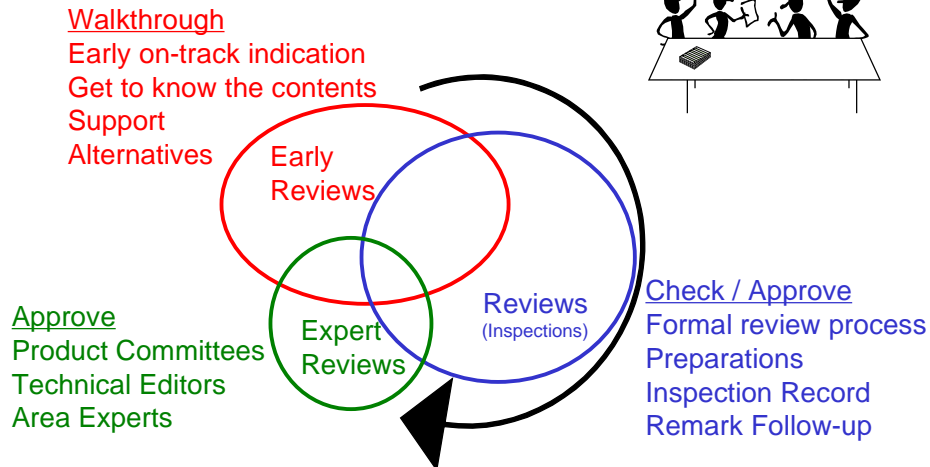 Walkthrough
Early on-track indication
Get to know the contents
Support
Alternatives
Early
Reviews
Reviews
(Inspections)
Expert
Reviews
Approve
Product Committees
Technical Editors
Area Experts
Check / Approve
Formal review process
Preparations
Inspection Record
Remark Follow-up